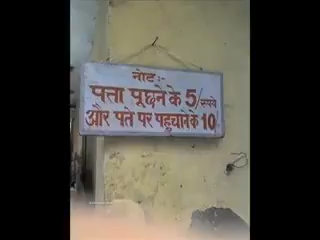 नोट:-
पता पूछने के 5/रुपये
और पते पर पहुचाने के 10